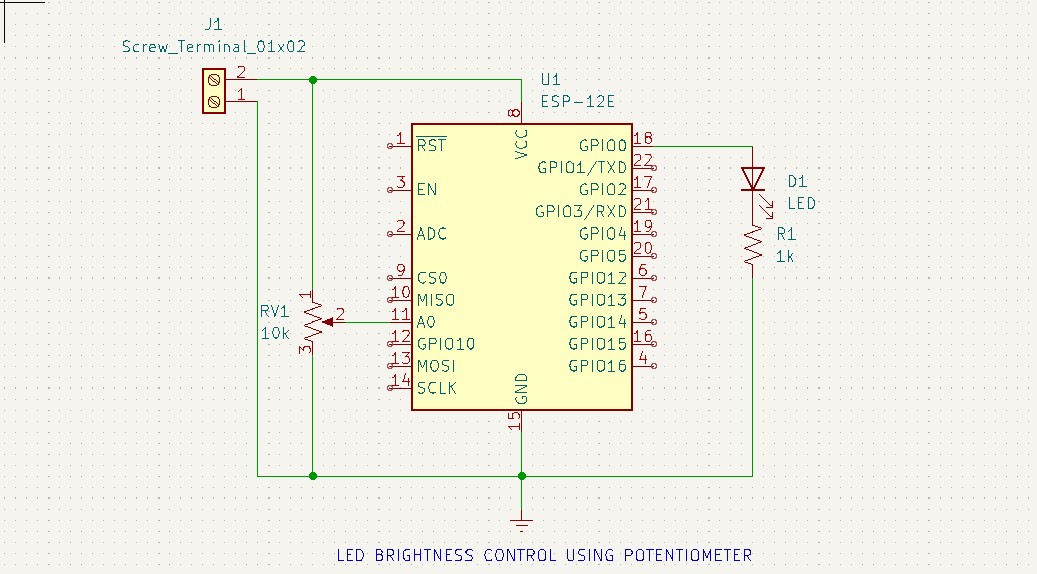 J1
Screw_Terminal_01x02
2
1
U1
ESP-12E
8
VCC
1 RST
3 EN
2 ADC
9 CS0
10 MISO
11 A0
12 GPIO10
13 MOSI
14 SCLK
GPIO0 18
GPIO1/TXD 22
GPIO2 17
GPIO3/RXD 21
GPIO4 19
GPIO5 20
GPIO12 6
GPIO13 7
GPIO14 5
GPIO15 16
GPIO16 4
GND
15
RV1
10k
1
2
3
D1
LED
R1
1k
LED BRIGHTNESS CONTROL USING POTENTIOMETER